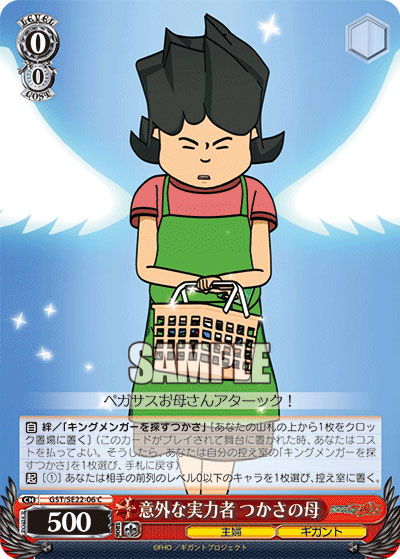 LEVEL
0
0
COST
SAMPLE
ペガサスお母さんアターック！
自 絆／「キングメンガーを探すつかさ」 [あなたの山札の上から1枚をクロ
ック置場に置く] (このカードがプレイされて舞台に置かれた時、あなたはコス
トを払ってよい。そうしたら、あなたは自分の控え室の「キングメンガーを探
すつかさ」を1枚選び、手札に戻す)
起 [(1)] あなたは相手の前列のレベル0以下のキャラを1枚選び、控え室に置く。
CH GST/SE22-06 C
500
意外な実力者 つかさの母
主婦 ギガント
©FHO ／ギガントプロジェクト